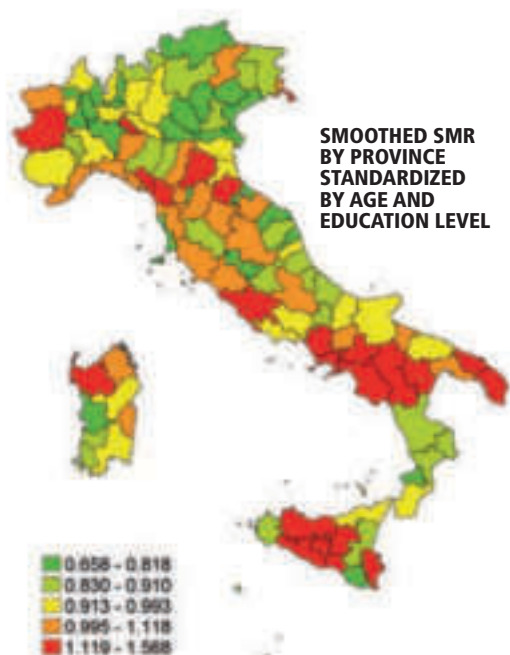 SMOOTHED SMR
BY PROVINCE
STANDARDIZED
BY AGE AND
EDUCATION LEVEL
0.658 - 0.818
0.830 - 0.910
0.913 - 0.993
0.995 - 1.118
1.119 - 1.568